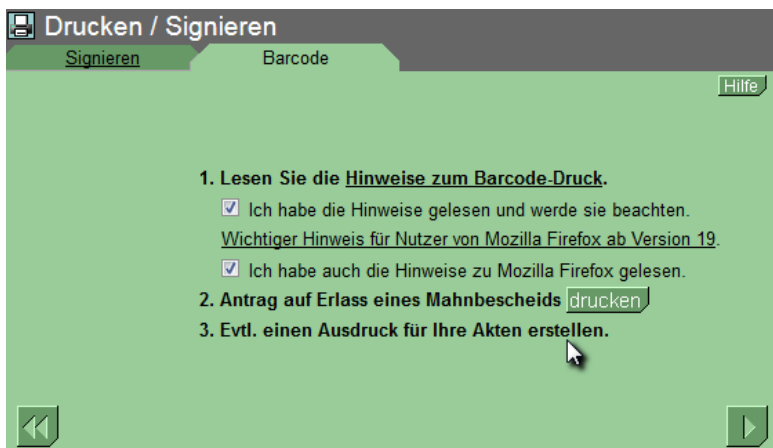 Drucken / Signieren
Signieren
Barcode
Hilfe
1. Lesen Sie die Hinweise zum Barcode-Druck.
Ich habe die Hinweise gelesen und werde sie beachten.
Wichtiger Hinweis für Nutzer von Mozilla Firefox ab Version 19.
Ich habe auch die Hinweise zu Mozilla Firefox gelesen.
2. Antrag auf Erlass eines Mahnbescheids drucken
3. Evtl. einen Ausdruck für Ihre Akten erstellen.